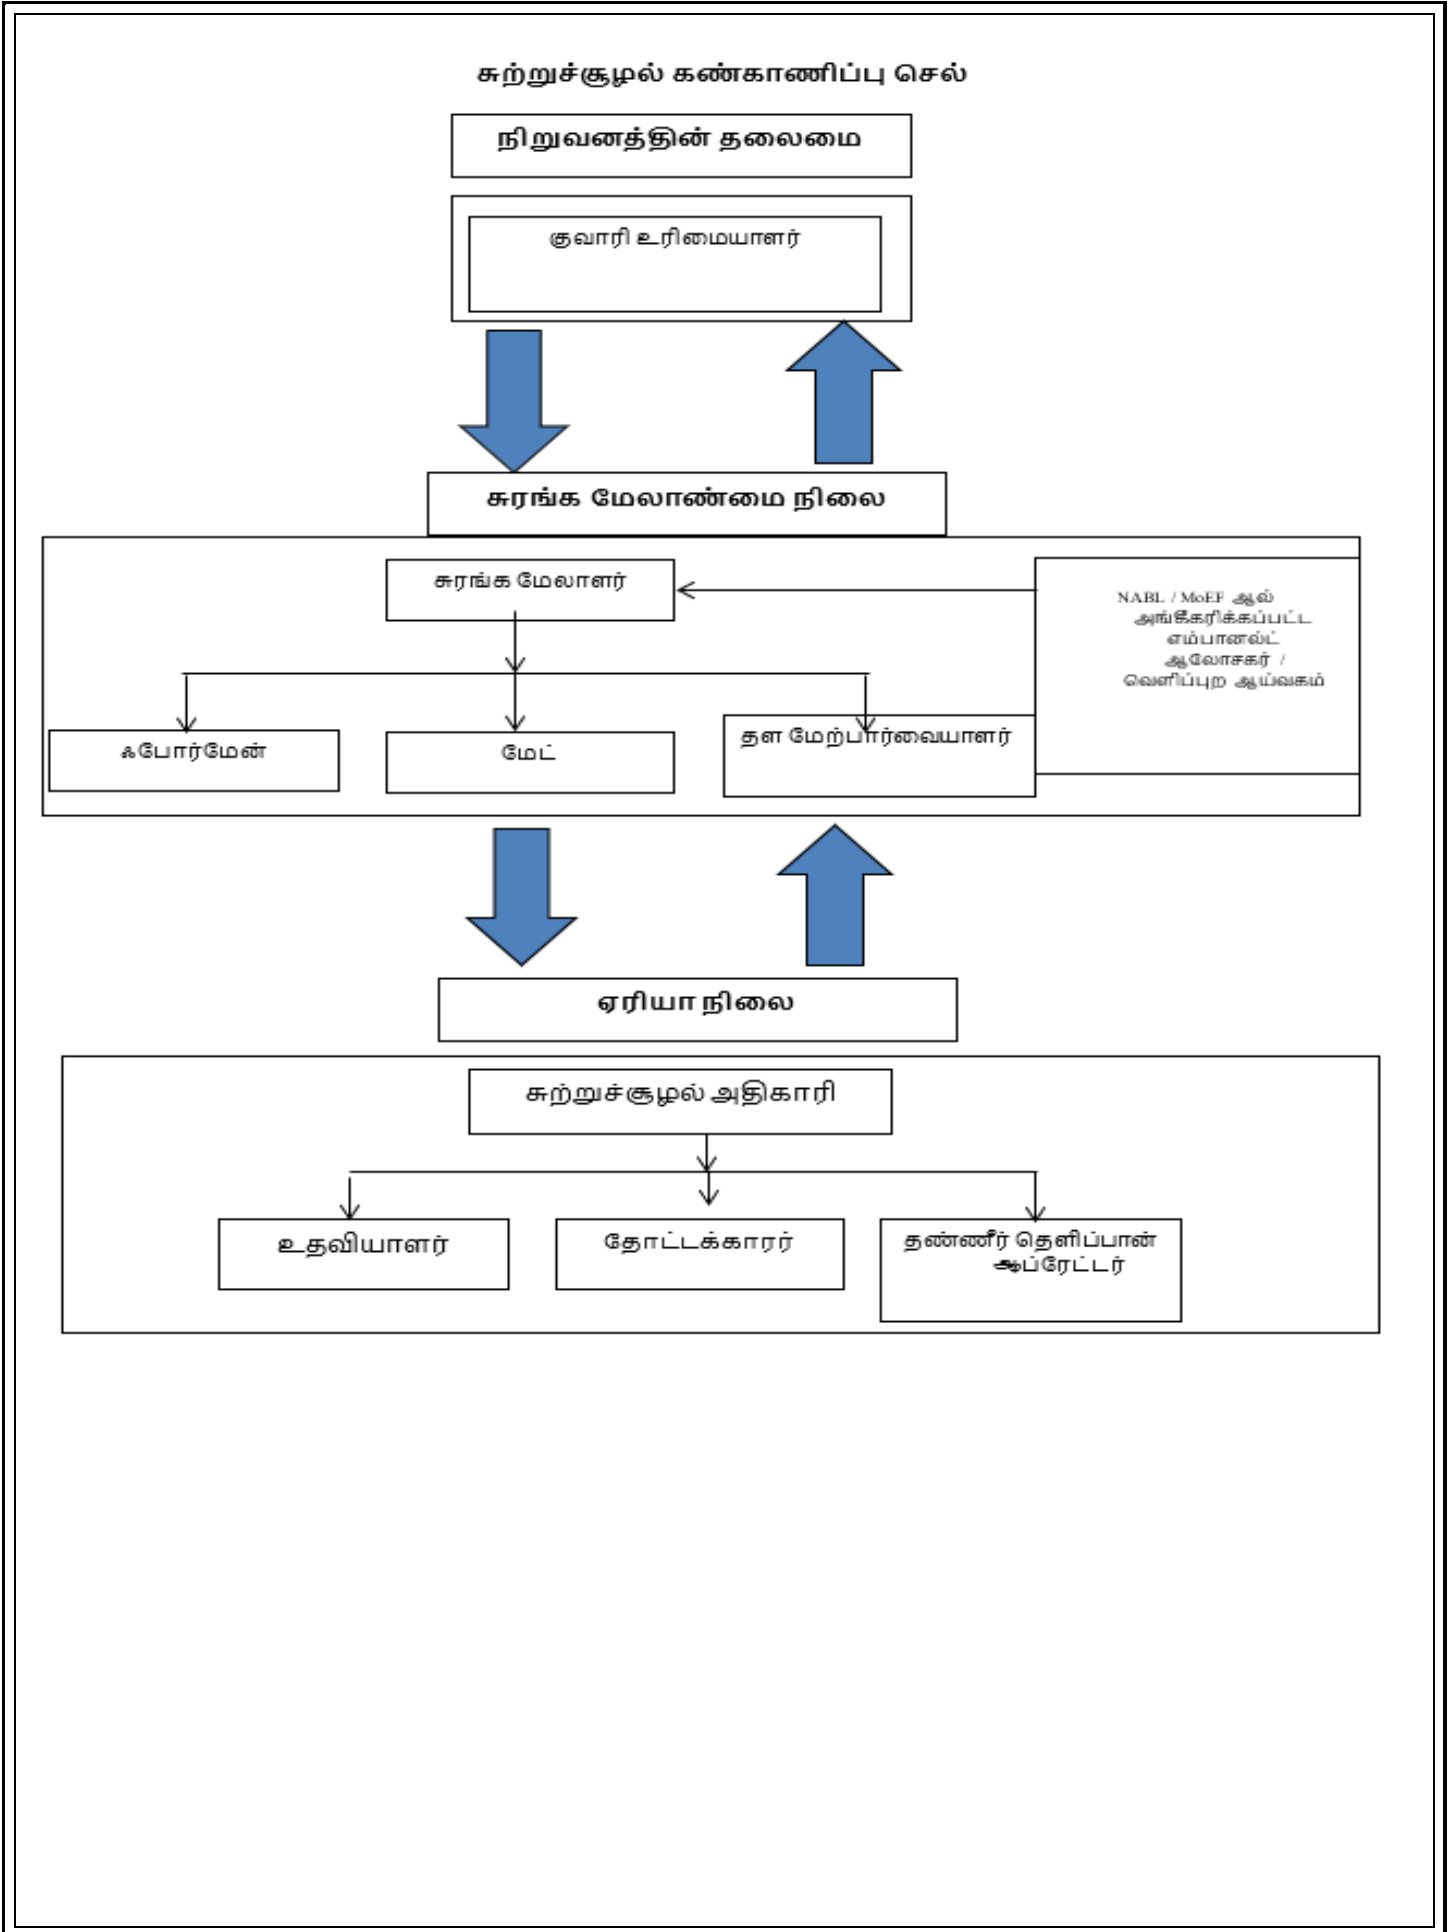 சுற்றுச்சூழல் கண்காணிப்பு செல்
நிறுவனத்தின் தலைமை
குவாரி உரிமையாளர்
சுரங்க மேலாண்மை நிலை
சுரங்க மேலாளர்
NABL / MoEF ஆல்
அங்கீகரிக்கப்பட்ட
எம்பானல்ட்
ஆலோசகர் /
வெளிப்புற ஆய்வகம்
ஃபோர்மேன்
மேட்
தள மேற்பார்வையாளர்
ஏரியா நிலை
சுற்றுச்சூழல் அதிகாரி
உதவியாளர்
தோட்டக்காரர்
தண்ணீர் தெளிப்பான்
ஆப்ரேட்டர்